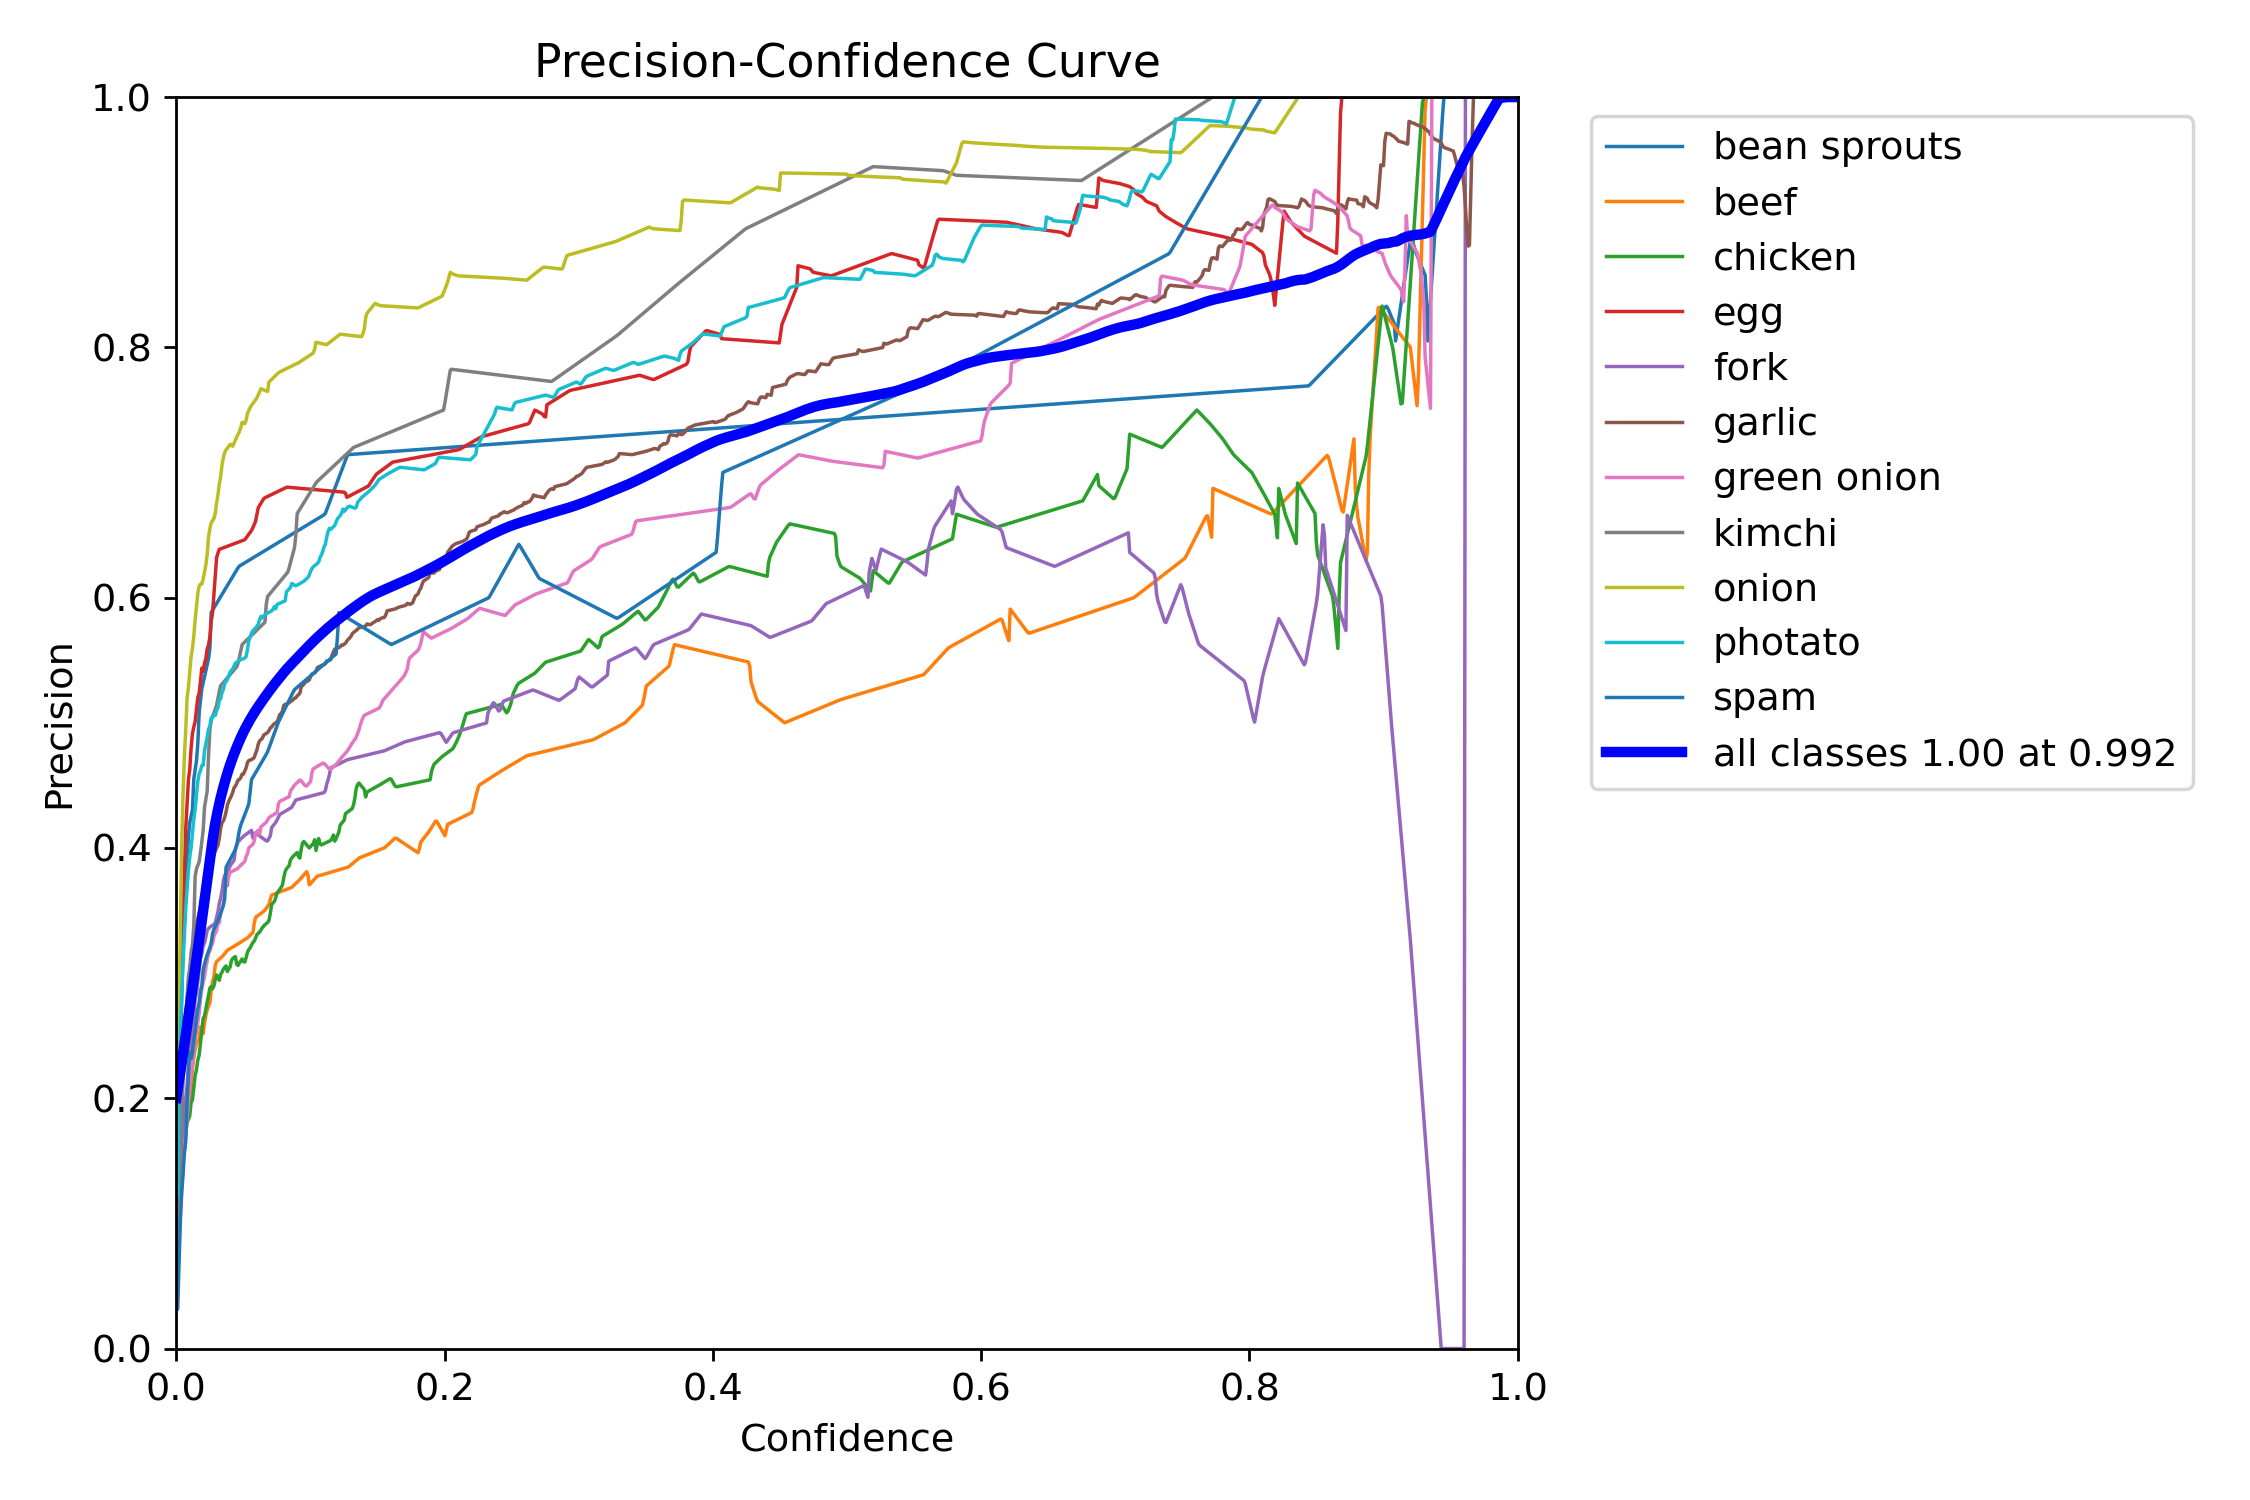 Precision-Confidence Curve
1.0
0.8
0.6
0.4
0.2
0.0
Precision
0.0 0.2 0.4 0.6 0.8 1.0
Confidence
bean sprouts
beef
chicken
egg
fork
garlic
green onion
kimchi
onion
photato
spam
all classes 1.00 at 0.992